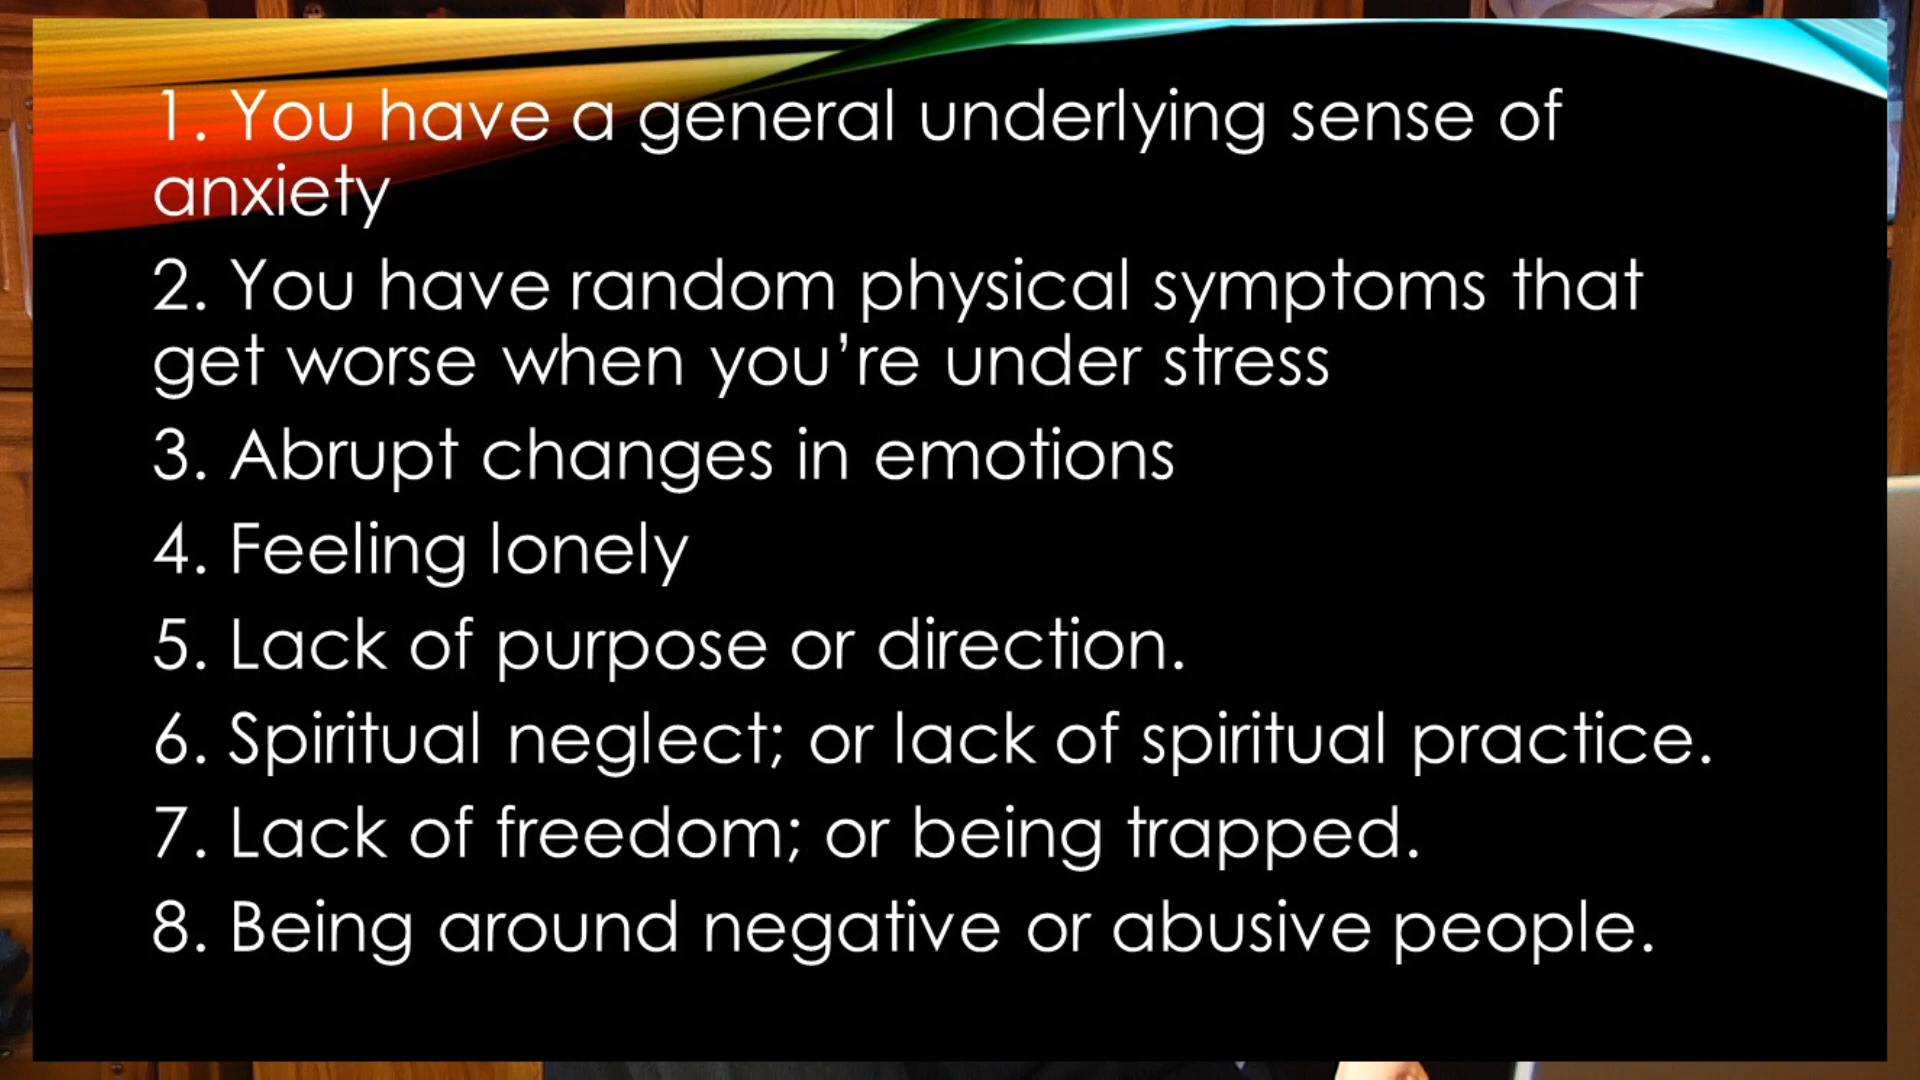 1. You have a general underlying sense of
anxiety
2. You have random physical symptoms that
get worse when you’re under stress
3. Abrupt changes in emotions
4. Feeling lonely
5. Lack of purpose or direction.
6. Spiritual neglect; or lack of spiritual practice.
7. Lack of freedom; or being trapped.
8. Being around negative or abusive people.